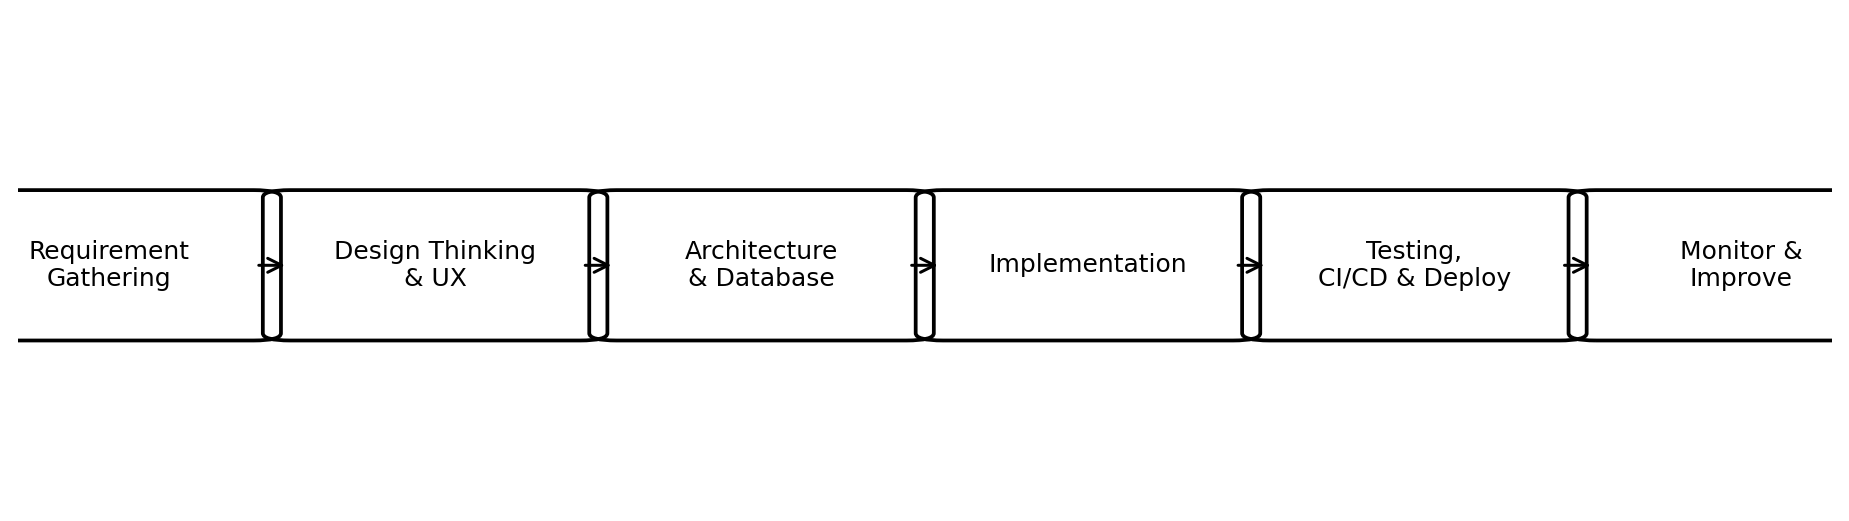 Requirement
Gathering
Design Thinking
& UX
Architecture
& Database
Implementation
Testing,
CI/CD & Deploy
Monitor &
Improve